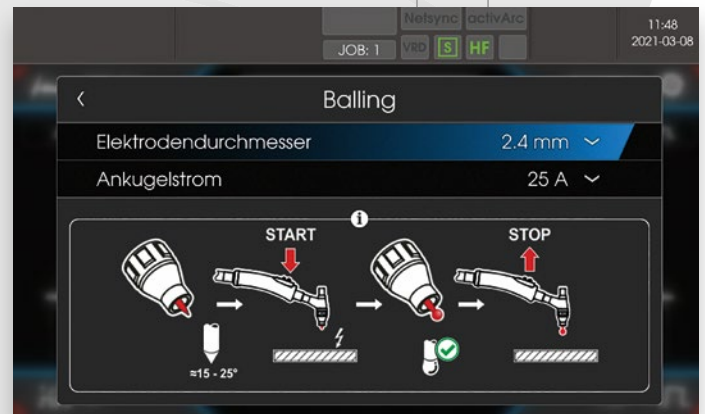 Netsync activArc
11:48
JOB: 1 VRD S HF
2021-03-08
Balling
Elektrodendurchmesser 2.4 mm
Ankugelstrom 25 A
i
START STOP
≈15 - 25°